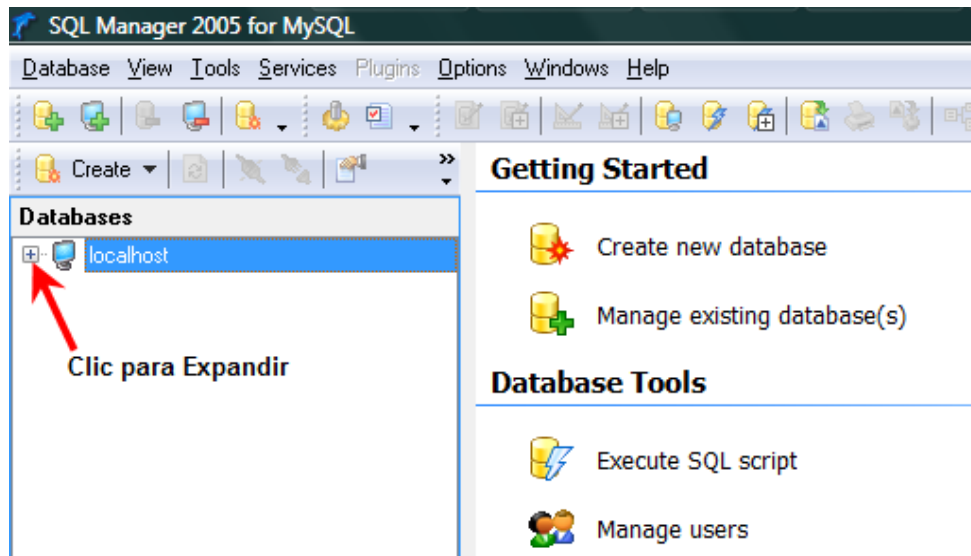 SQL Manager 2005 for MySQL
Database View Tools Services Plugins Options Windows Help
Create
Databases
localhost
Clic para Expandir
Getting Started
Create new database
Manage existing database(s)
Database Tools
Execute SQL script
Manage users